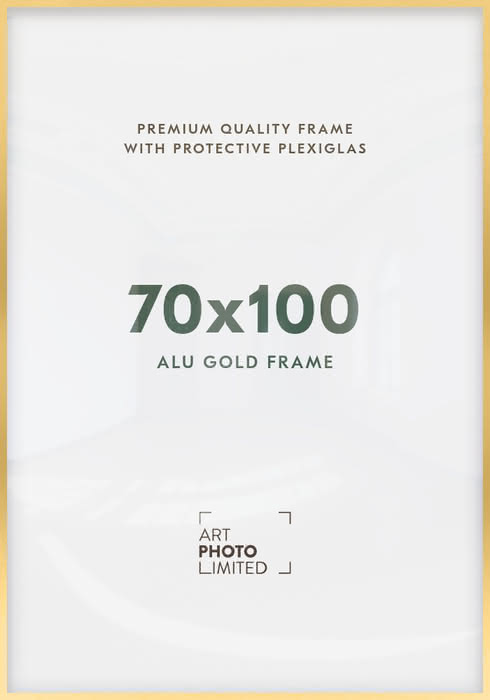 PREMIUM QUALITY FRAME
WITH PROTECTIVE PLEXIGLAS
70x100
ALU GOLD FRAME
ART
PHOTO
LIMITED